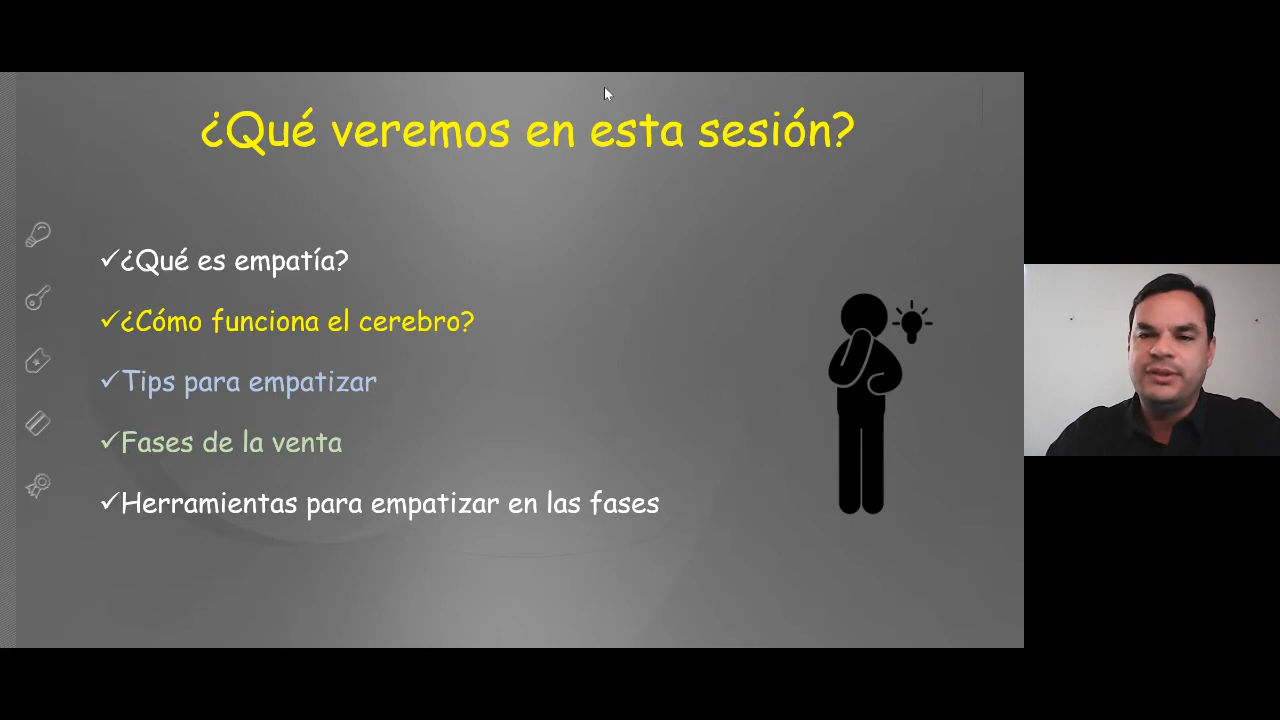 ¿Qué veremos en esta sesión?
✓¿Qué es empatía?
✓¿Cómo funciona el cerebro?
✓Tips para empatizar
✓Fases de la venta
✓Herramientas para empatizar en las fases